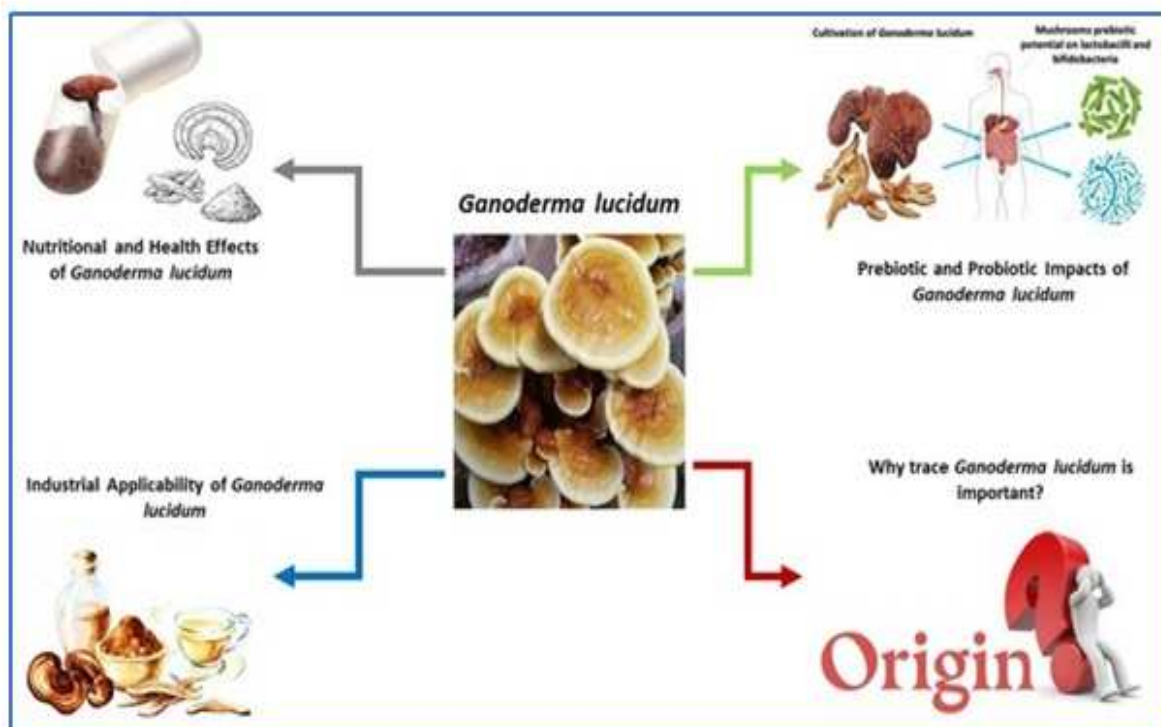 Cultivation of Ganoderma lucidum
Mushrooms prebiotic
potential on lactobacilli and
bifidobacteria
Ganoderma lucidum
Nutritional and Health Effects
of Ganoderma lucidum
Prebiotic and Probiotic Impacts of
Ganoderma lucidum
Industrial Applicability of Ganoderma
lucidum
Why trace Ganoderma lucidum is
important?
Origin?